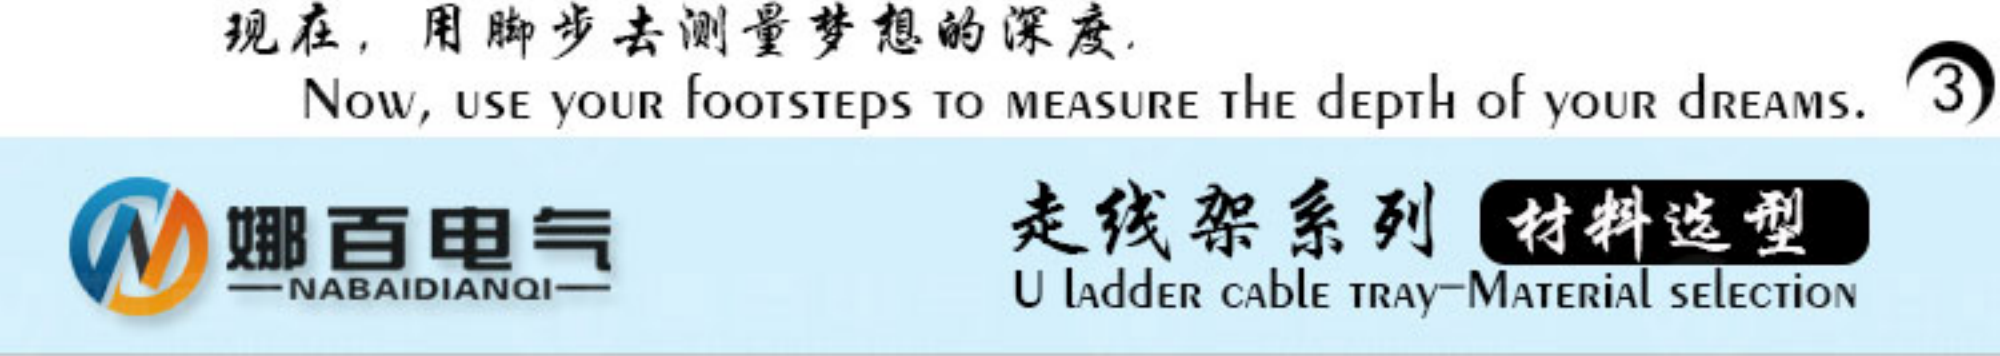 现在，用脚步去测量梦想的深度.
Now, use your footsteps to measure the depth of your dreams.
3
娜百电气
NABAIDIANQI
走线架系列 材料选型
U ladder cable tray-Material selection